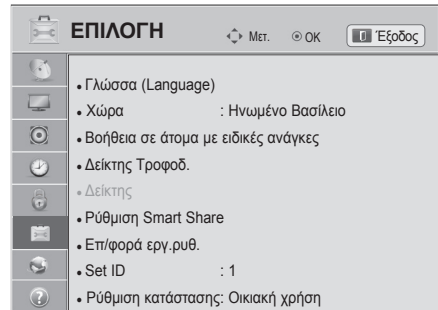 ΕΠΙΛΟΓΗ Μετ. OK Έξοδος
• Γλώσσα (Language)
• Χώρα : Ηνωμένο Βασίλειο
• Βοήθεια σε άτομα με ειδικές ανάγκες
• Δείκτης Τροφοδ.
• Δείκτης
• Ρύθμιση Smart Share
• Επ/φορά εργ.ρυθ.
• Set ID : 1
• Ρύθμιση κατάστασης: Οικιακή χρήση